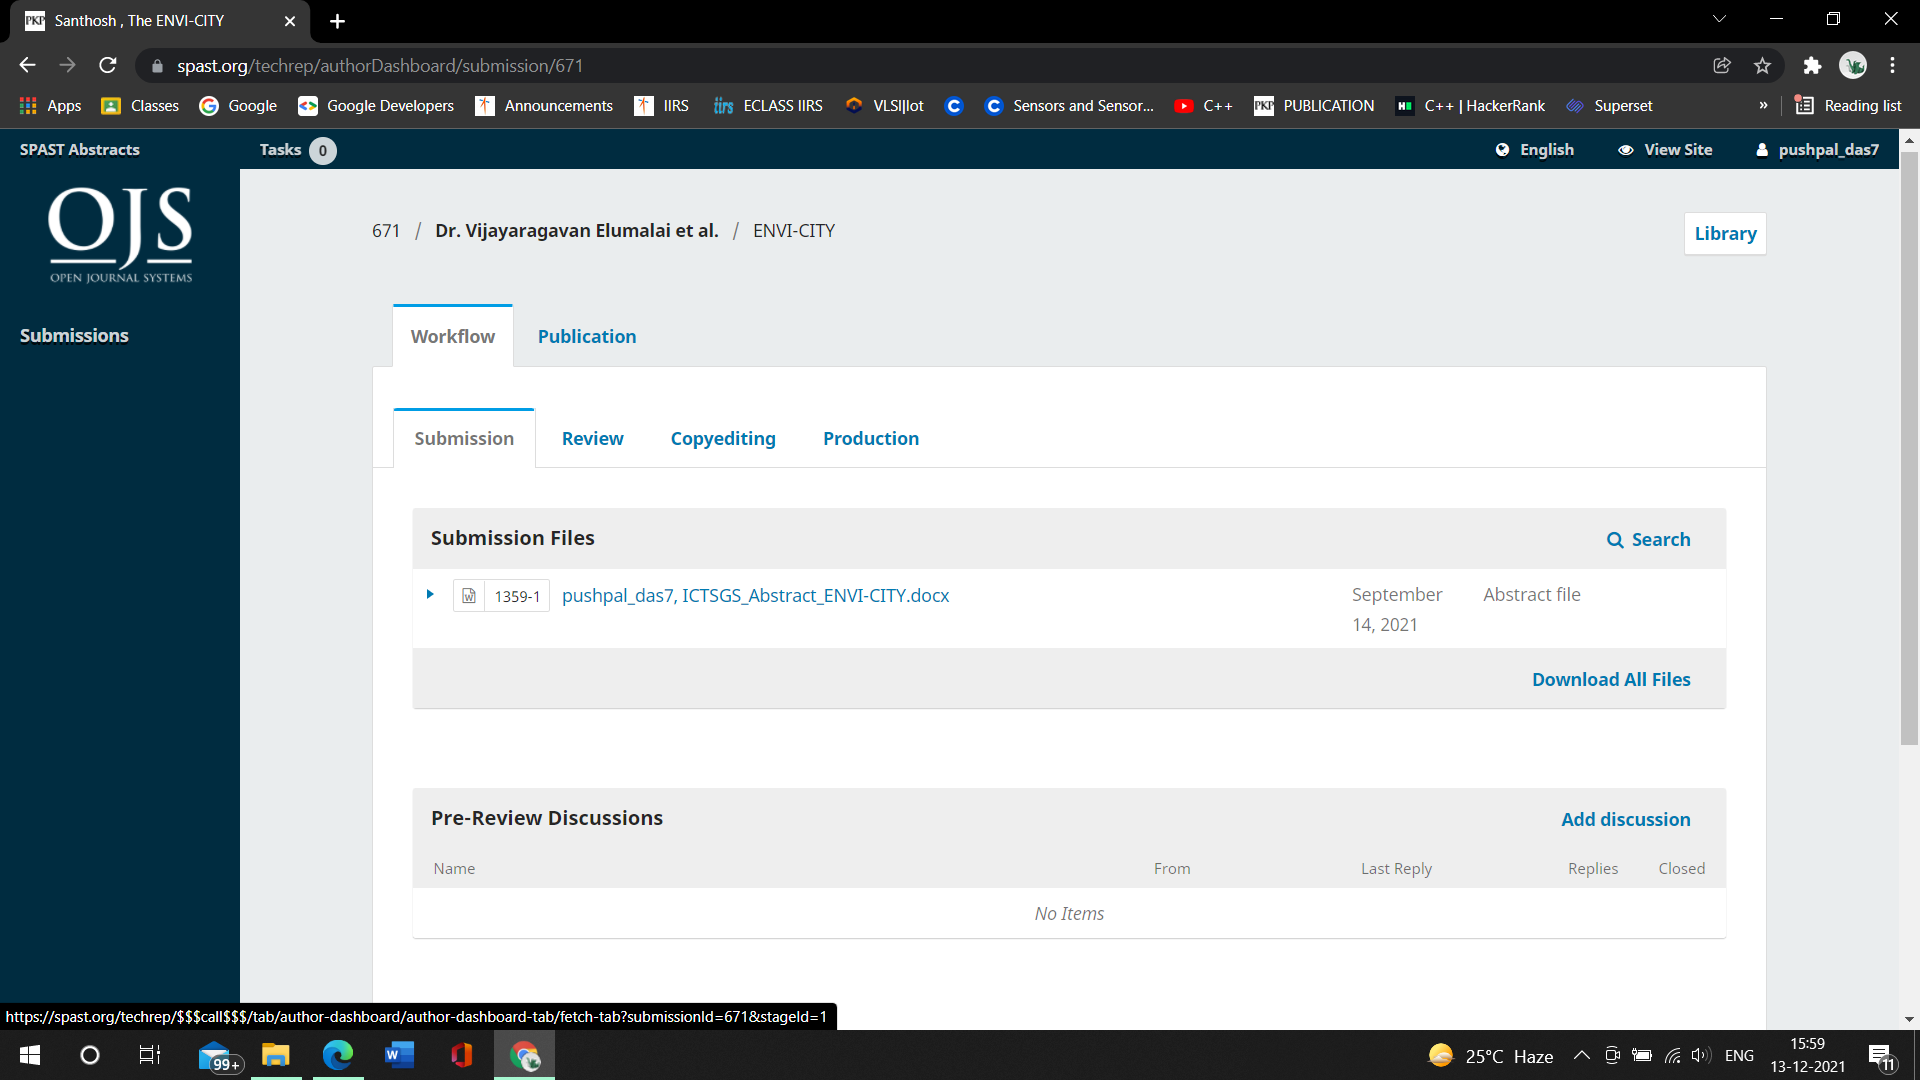 PKP Santhosh , The ENVI-CITY
spast.org/techrep/authorDashboard/submission/671
Apps Classes Google Google Developers Announcements IIRS iirs ECLASS IIRS VLSI|Iot Sensors and Sensor... C++ PKP PUBLICATION C++ | HackerRank Superset » Reading list
SPAST Abstracts Tasks 0 English View Site pushpal_das7
OJS
OPEN JOURNAL SYSTEMS
671 / Dr. Vijayaragavan Elumalai et al. / ENVI-CITY Library
Submissions
Workflow Publication
Submission Review Copyediting Production
Submission Files Search
1359-1 pushpal_das7, ICTSGS_Abstract_ENVI-CITY.docx September 14, 2021 Abstract file
Download All Files
Pre-Review Discussions Add discussion
Name From Last Reply Replies Closed
No Items
https://spast.org/techrep/$$$call$$$/tab/author-dashboard/author-dashboard-tab/fetch-tab?submissionId=671&stageId=1
99+ 25°C Haze ENG 15:59
13-12-2021 11